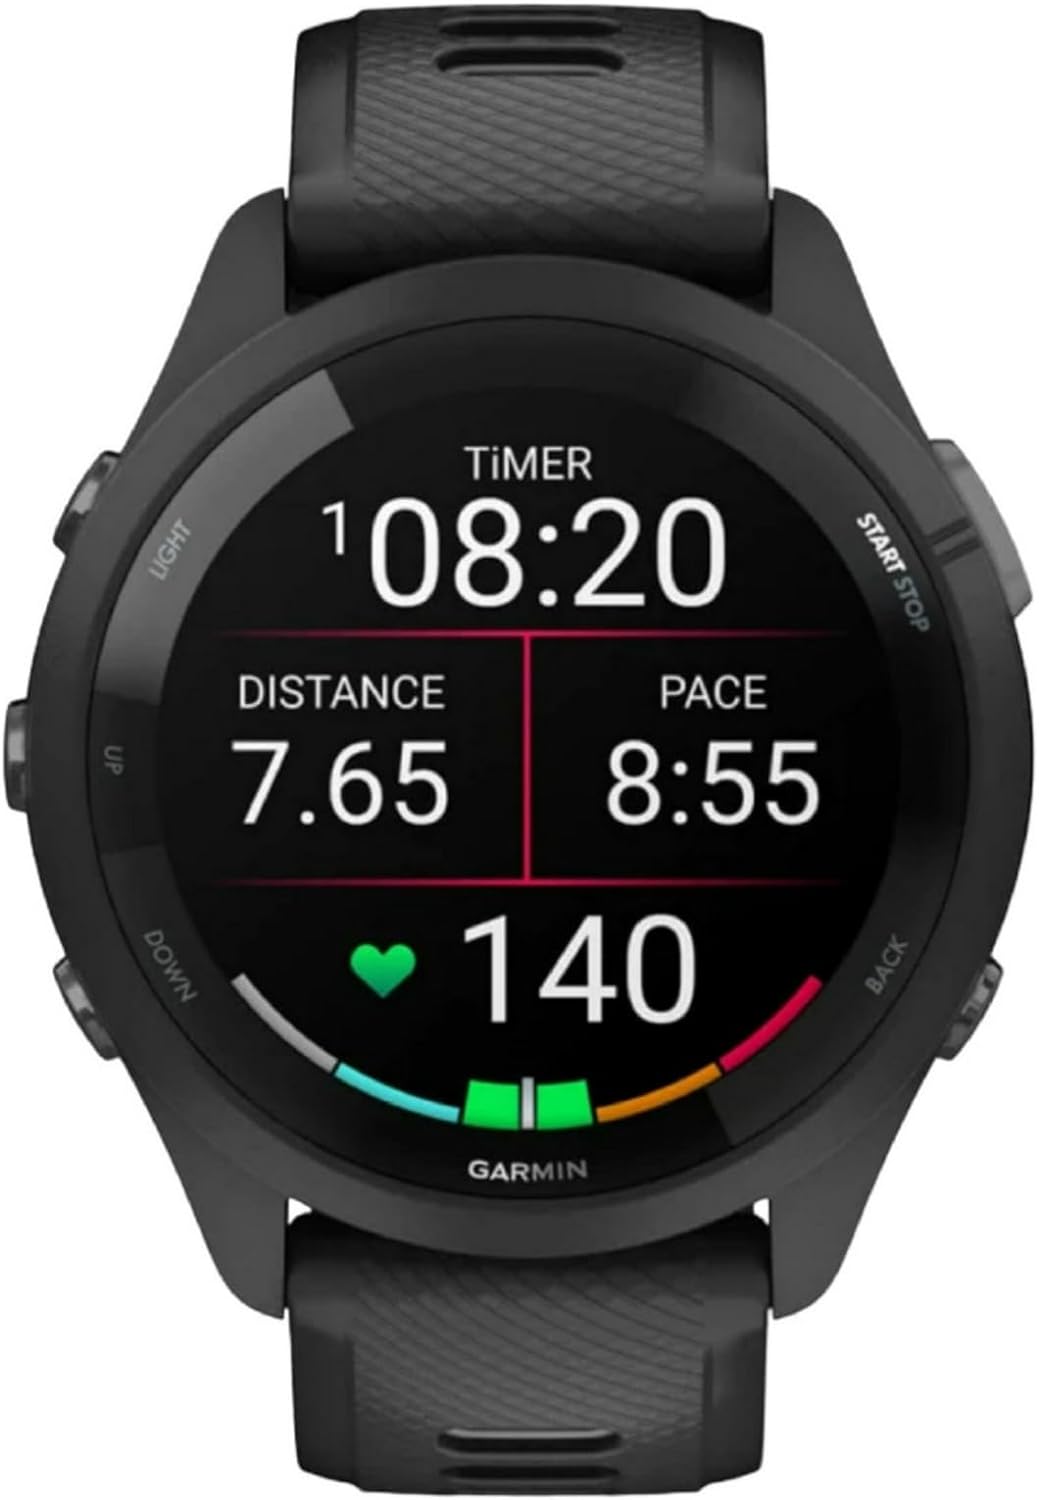 TiMER
108:20
DISTANCE PACE
7.65 8:55
140
GARMIN
LIGHT
UP
DOWN
START STOP
BACK